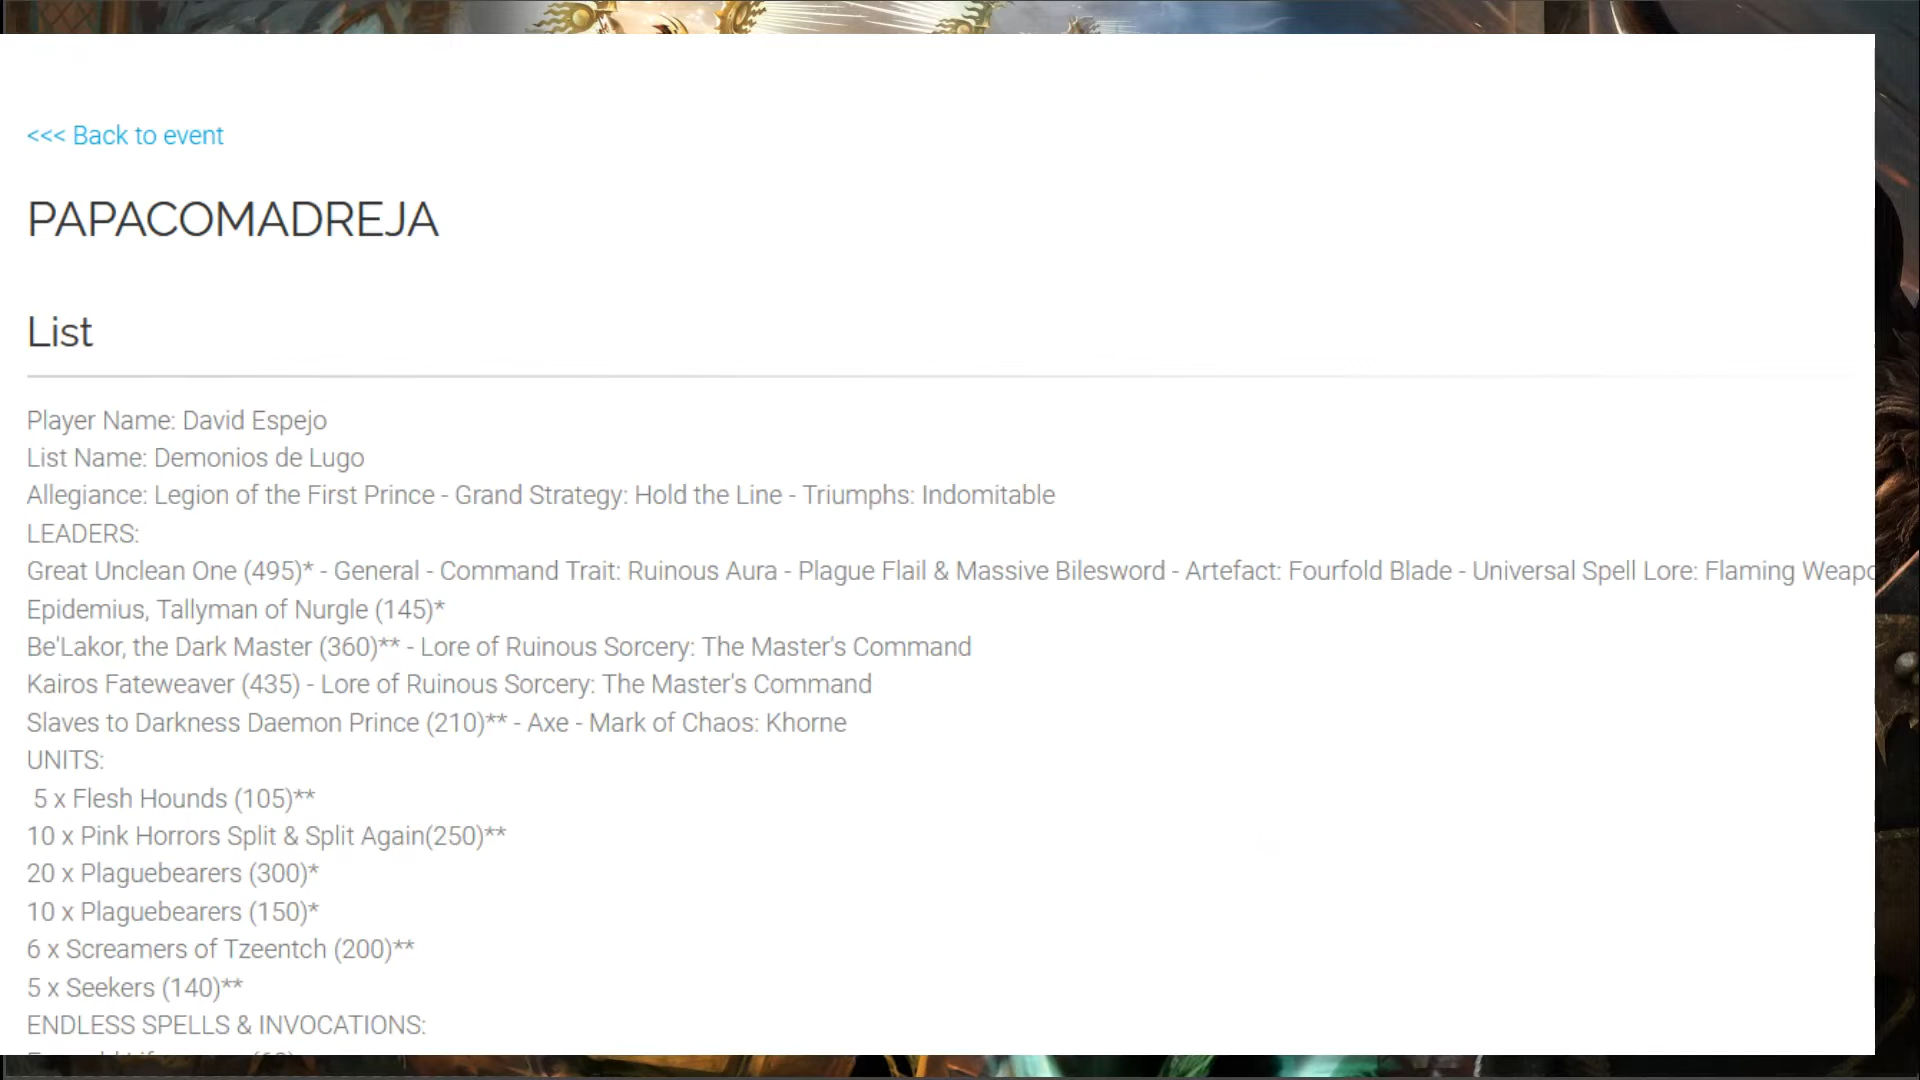 <<< Back to event
PAPACOMADREJA
List
Player Name: David Espejo
List Name: Demonios de Lugo
Allegiance: Legion of the First Prince - Grand Strategy: Hold the Line - Triumphs: Indomitable
LEADERS:
Great Unclean One (495)* - General - Command Trait: Ruinous Aura - Plague Flail & Massive Bilesword - Artefact: Fourfold Blade - Universal Spell Lore: Flaming Weapo
Epidemius, Tallyman of Nurgle (145)*
Be'Lakor, the Dark Master (360)** - Lore of Ruinous Sorcery: The Master's Command
Kairos Fateweaver (435) - Lore of Ruinous Sorcery: The Master's Command
Slaves to Darkness Daemon Prince (210)** - Axe - Mark of Chaos: Khorne
UNITS:
5 x Flesh Hounds (105)**
10 x Pink Horrors Split & Split Again(250)**
20 x Plaguebearers (300)*
10 x Plaguebearers (150)*
6 x Screamers of Tzeentch (200)**
5 x Seekers (140)**
ENDLESS SPELLS & INVOCATIONS: